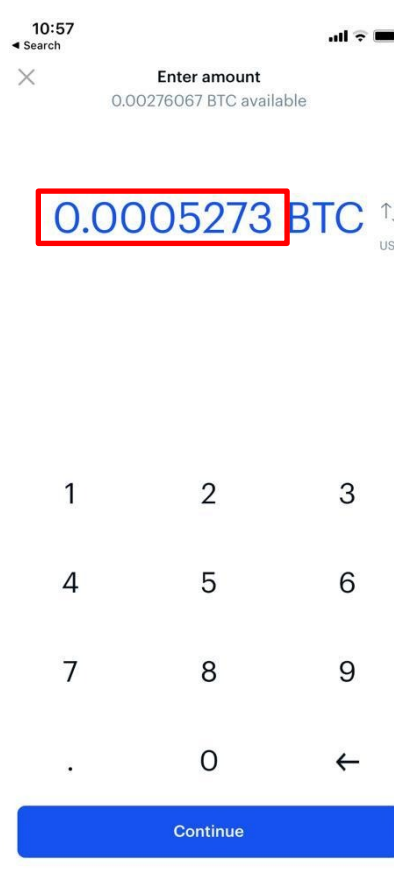 10:57
◄ Search
Enter amount
0.00276067 BTC available
0.0005273 BTC
US
1 2 3
4 5 6
7 8 9
. 0 ←
Continue